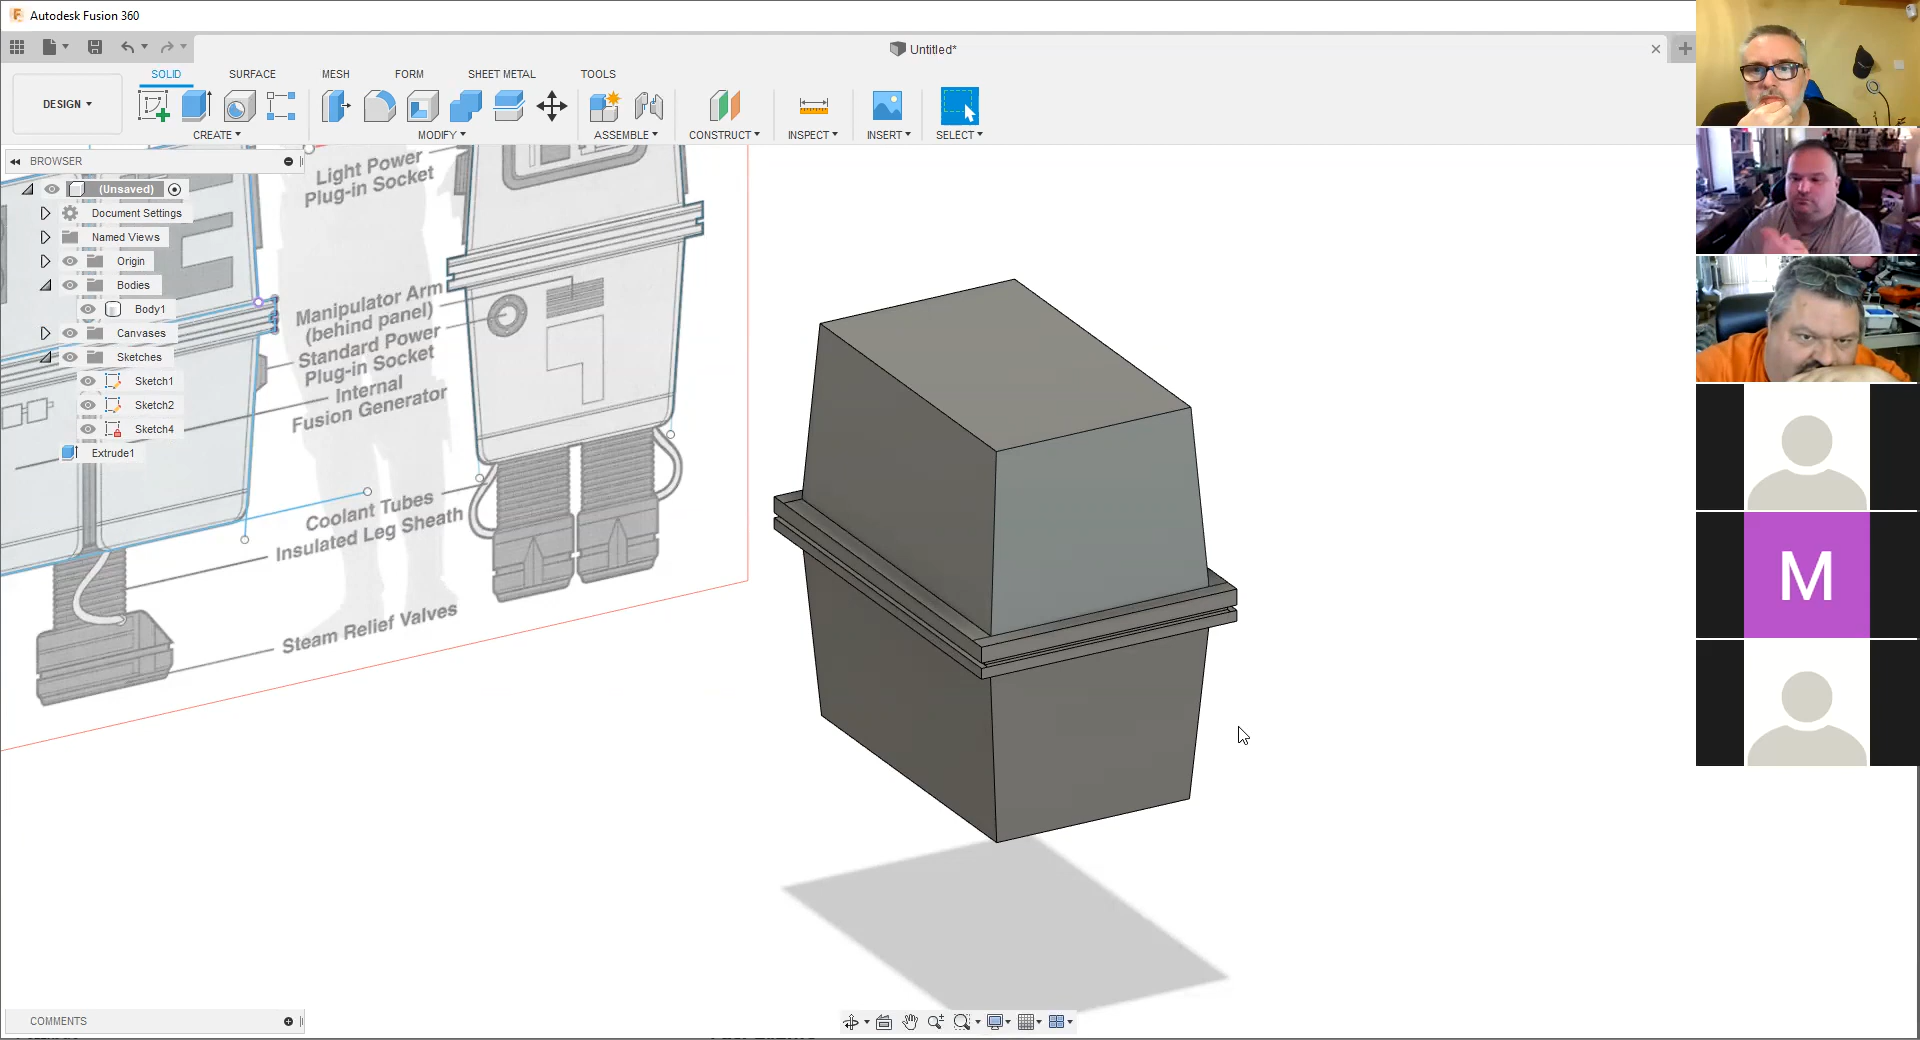 Autodesk Fusion 360
Untitled*
DESIGN
SOLID
SURFACE
MESH
FORM
SHEET METAL
TOOLS
CREATE
MODIFY
ASSEMBLE
CONSTRUCT
INSPECT
INSERT
SELECT
BROWSER
(Unsaved)
Document Settings
Named Views
Origin
Bodies
Body1
Canvases
Sketches
Sketch1
Sketch2
Sketch4
Extrude1
Light Power
Plug-in Socket
Manipulator Arm
(behind panel)
Standard Power
Plug-in Socket
Internal
Fusion Generator
Coolant Tubes
Insulated Leg Sheath
Steam Relief Valves
M
COMMENTS